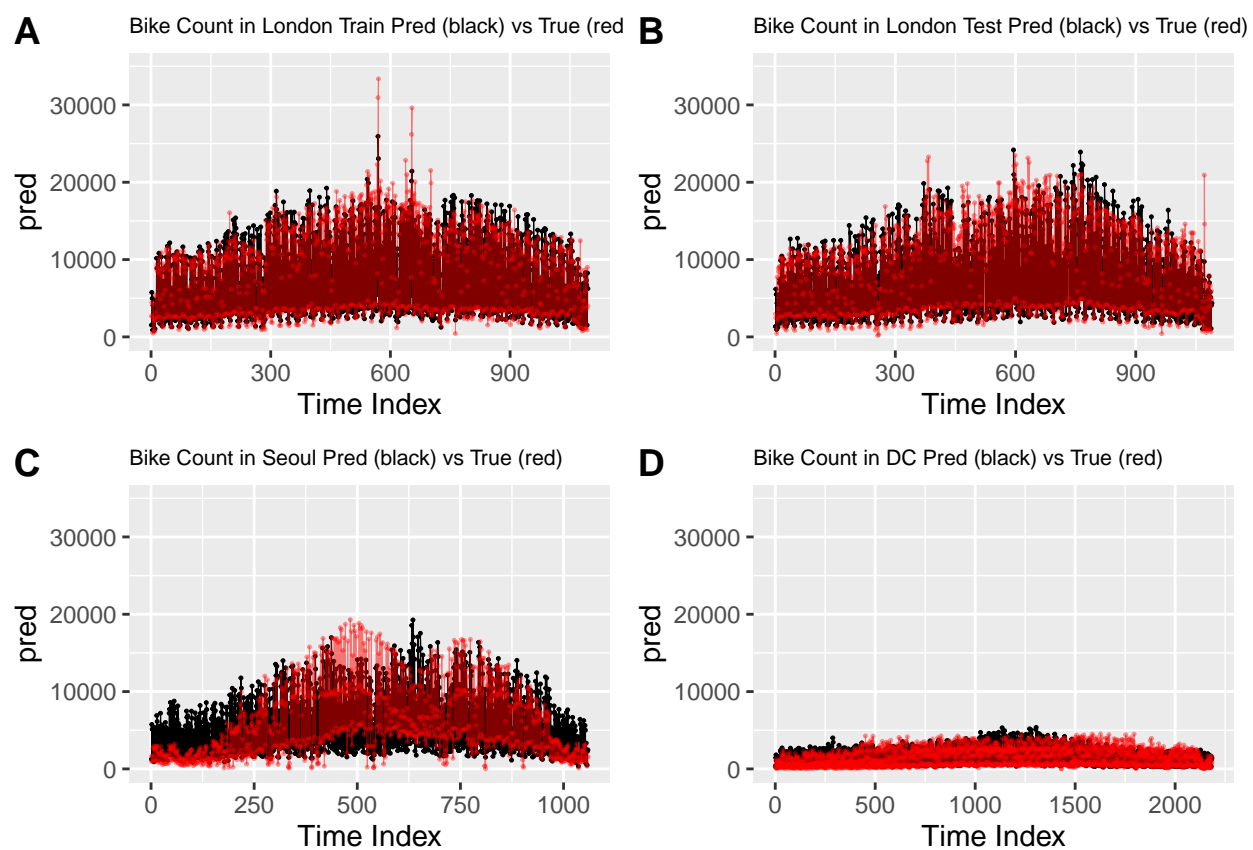 A
Bike Count in London Train Pred (black) vs True (red
30000
20000
10000
0
pred
0 300 600 900
Time Index
B
Bike Count in London Test Pred (black) vs True (red)
30000
20000
10000
0
pred
0 300 600 900
Time Index
C
Bike Count in Seoul Pred (black) vs True (red)
30000
20000
10000
0
pred
0 250 500 750 1000
Time Index
D
Bike Count in DC Pred (black) vs True (red)
30000
20000
10000
0
pred
0 500 1000 1500 2000
Time Index